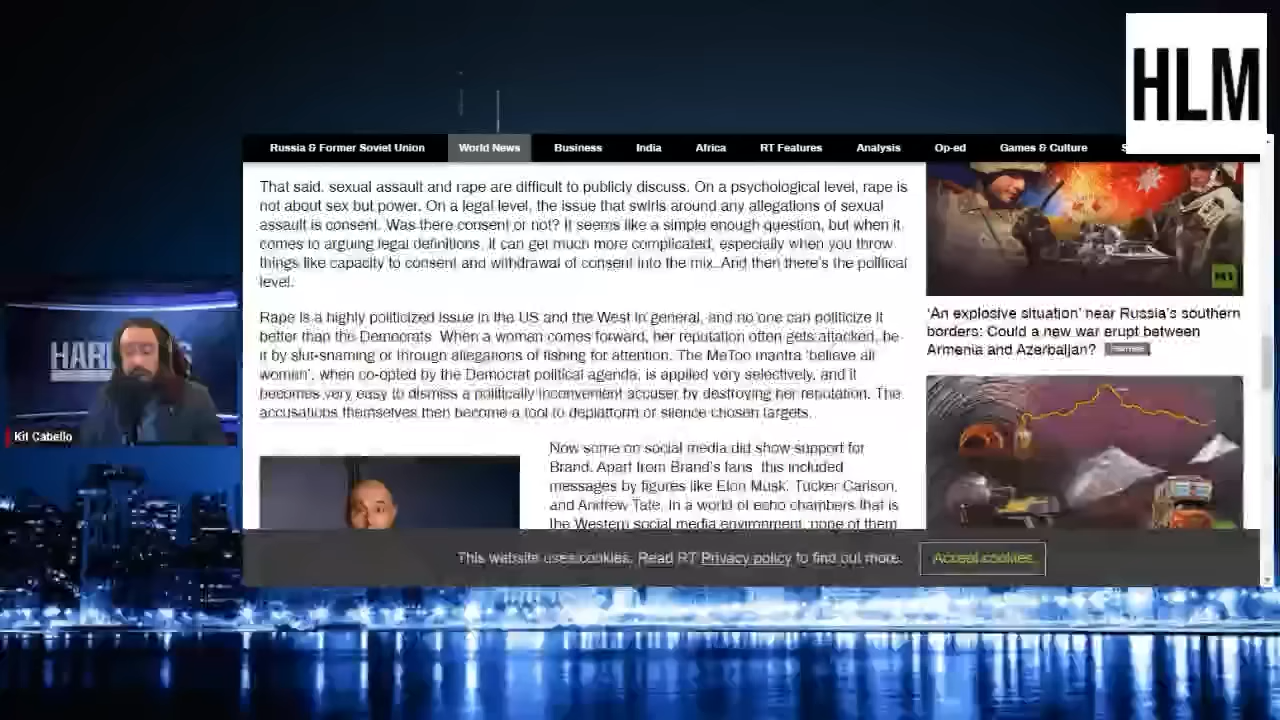 HLM
Russia & Former Soviet Union World News Business India Africa RT Features Analysis Op-ed Games & Culture
That said, sexual assault and rape are difficult to publicly discuss. On a psychological level, rape is
not about sex but power. On a legal level, the issue that swirls around any allegations of sexual
assault is consent. Was there consent or not? It seems like a simple enough question, but when it
comes to arguing legal definitions, it can get much more complicated, especially when you throw
things like capacity to consent and withdrawal of consent into the mix. And then there's the political
level.
Rape is a highly politicized issue in the US and the West in general, and no one can politicize it
better than the Democrats. When a woman comes forward, her reputation often gets attacked, be
it by slut-shaming or through allegations of fishing for attention. The MeToo mantra 'believe all
women', when co-opted by the Democrat political agenda, is applied very selectively, and it
becomes very easy to dismiss a politically inconvenient accuser by destroying her reputation. The
accusations themselves then become a tool to deplatform or silence chosen targets.
Now some on social media did show support for
Brand. Apart from Brand's fans this included
messages by figures like Elon Musk, Tucker Carlson,
and Andrew Tate. In a world of echo chambers that is
the Western social media environment, none of them
RT
'An explosive situation' near Russia's southern
borders: Could a new war erupt between
Armenia and Azerbaijan?
Kit Cabello
This website uses cookies. Read RT Privacy policy to find out more. Accept cookies